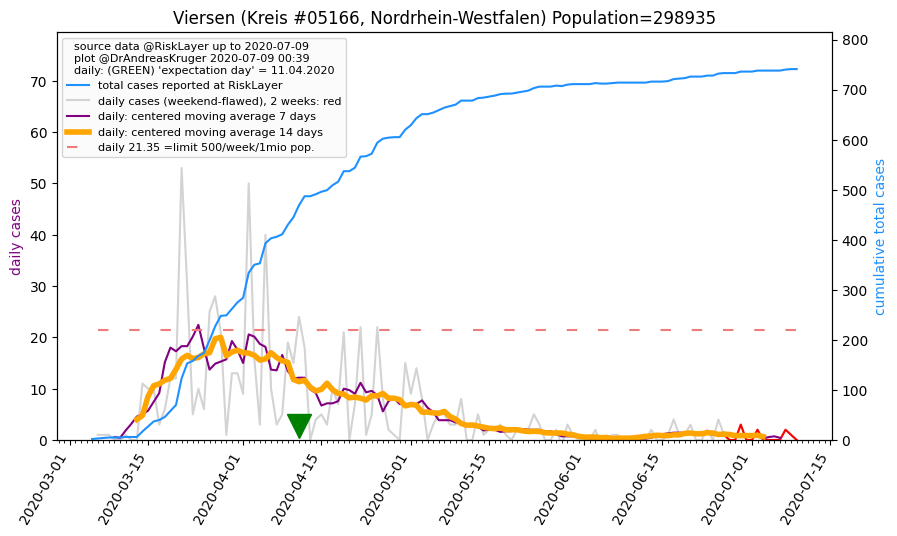 Viersen (Kreis #05166, Nordrhein-Westfalen) Population=298935
source data @RiskLayer up to 2020-07-09
plot @DrAndreasKruger 2020-07-09 00:39
daily: (GREEN) 'expectation day' = 11.04.2020
total cases reported at RiskLayer
daily cases (weekend-flawed), 2 weeks: red
daily: centered moving average 7 days
daily: centered moving average 14 days
daily 21.35 =limit 500/week/1mio pop.
daily cases
70
60
50
40
30
20
10
0
cumulative total cases
800
700
600
500
400
300
200
100
0
2020-03-01
2020-03-15
2020-04-01
2020-04-15
2020-05-01
2020-05-15
2020-06-01
2020-06-15
2020-07-01
2020-07-15